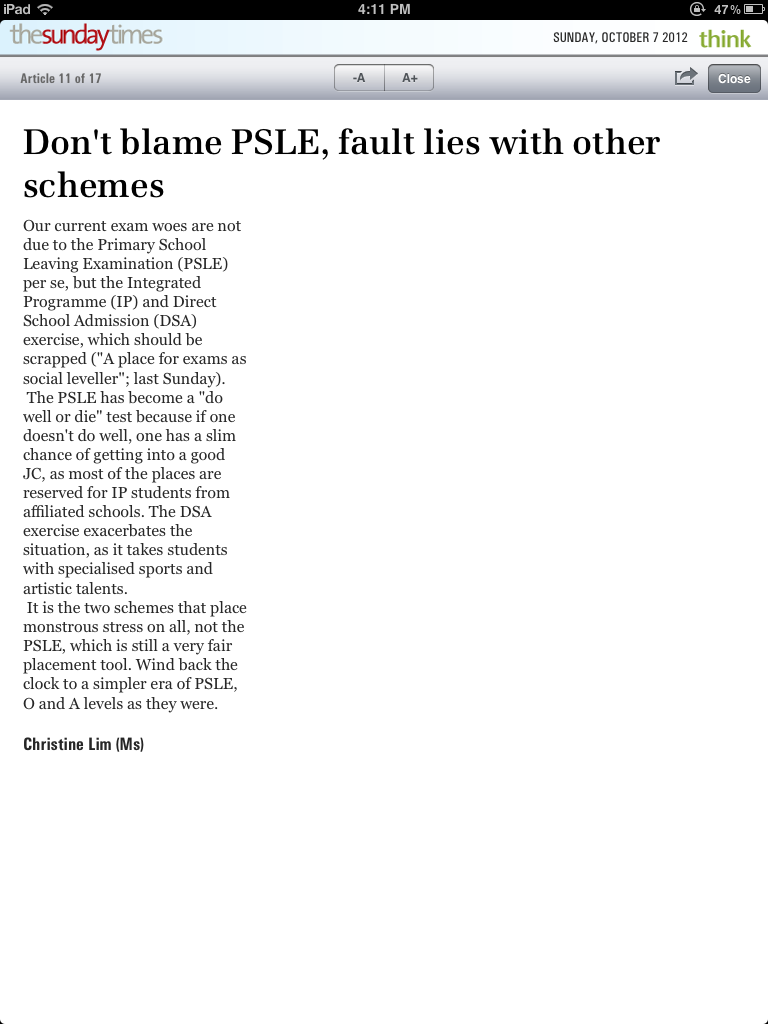 iPad
4:11 PM
47%
thesundaytimes
SUNDAY, OCTOBER 7 2012 think
Article 11 of 17
-A
A+
Close
Don't blame PSLE, fault lies with other
schemes
Our current exam woes are not
due to the Primary School
Leaving Examination (PSLE)
per se, but the Integrated
Programme (IP) and Direct
School Admission (DSA)
exercise, which should be
scrapped ("A place for exams as
social leveller"; last Sunday).
The PSLE has become a "do
well or die" test because if one
doesn't do well, one has a slim
chance of getting into a good
JC, as most of the places are
reserved for IP students from
affiliated schools. The DSA
exercise exacerbates the
situation, as it takes students
with specialised sports and
artistic talents.
It is the two schemes that place
monstrous stress on all, not the
PSLE, which is still a very fair
placement tool. Wind back the
clock to a simpler era of PSLE,
O and A levels as they were.
Christine Lim (Ms)